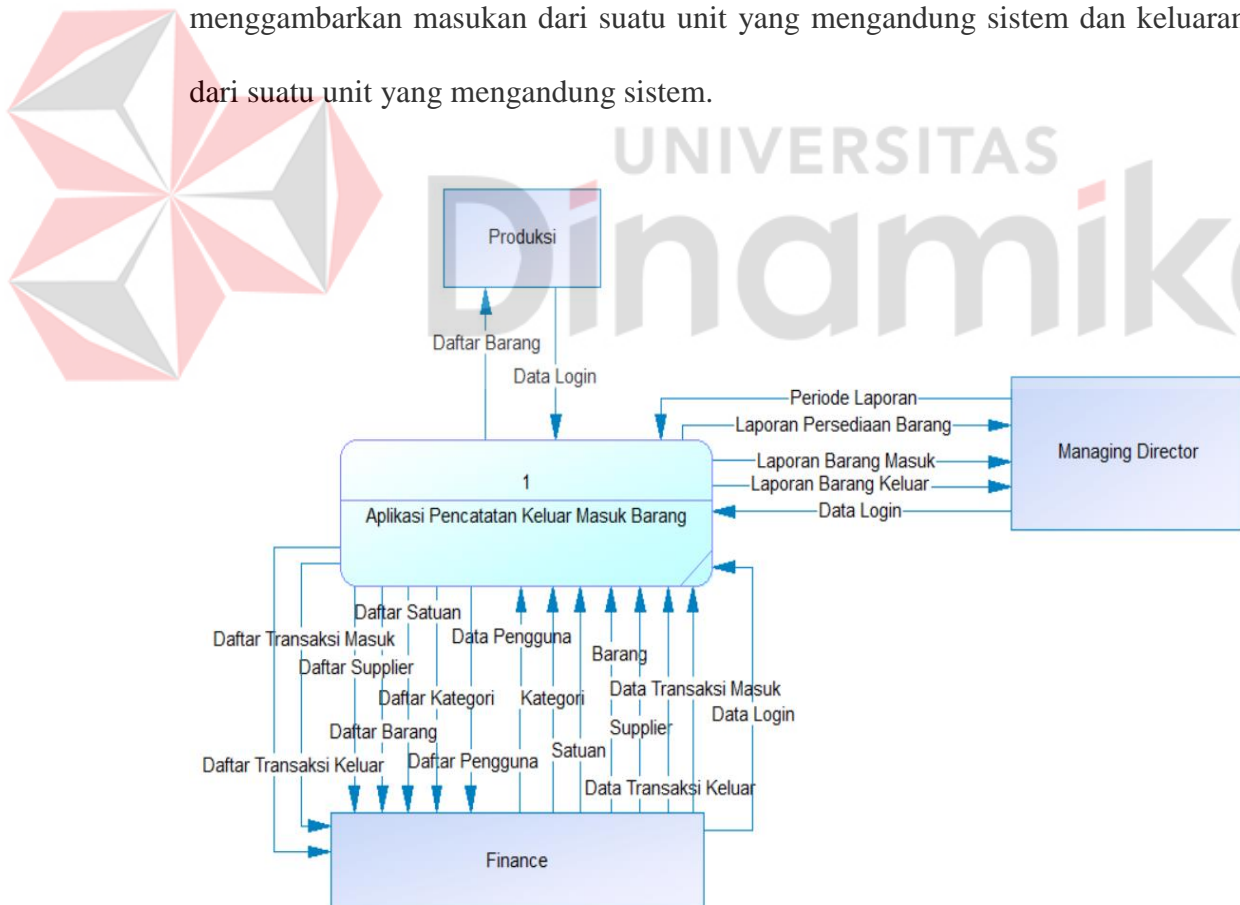 menggambarkan masukan dari suatu unit yang mengandung sistem dan keluaran
dari suatu unit yang mengandung sistem.
UNIVERSITAS
Dinamika
Produksi
Daftar Barang
Data Login
Periode Laporan
Laporan Persediaan Barang
Laporan Barang Masuk
Laporan Barang Keluar
Data Login
Managing Director
1
Aplikasi Pencatatan Keluar Masuk Barang
Daftar Satuan
Daftar Transaksi Masuk
Data Pengguna
Barang
Daftar Supplier
Daftar Kategori
Kategori
Data Transaksi Masuk
Data Login
Daftar Barang
Supplier
Satuan
Daftar Transaksi Keluar
Daftar Pengguna
Data Transaksi Keluar
Finance